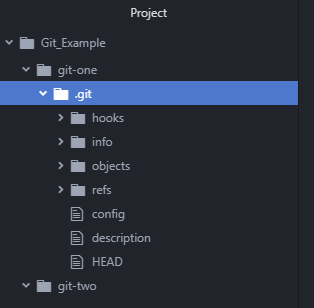 Project
Git_Example
git-one
.git
hooks
info
objects
refs
config
description
HEAD
git-two